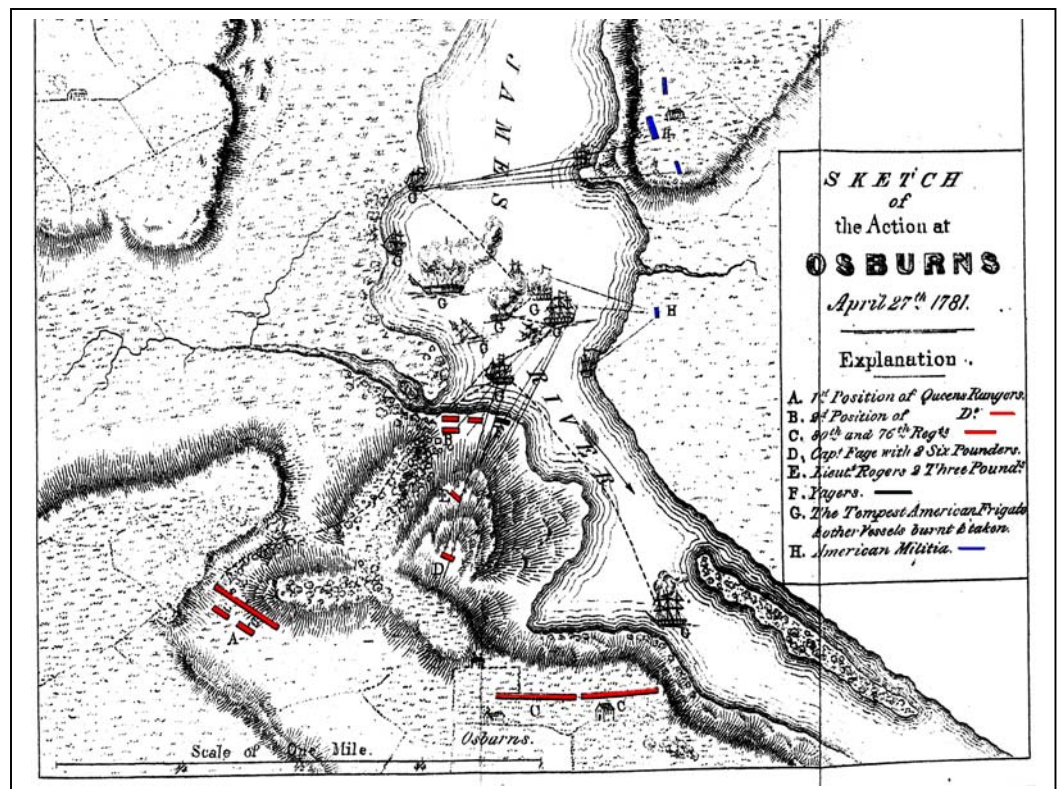 JAMES
RIVER
SKETCH
of
the Action at
OSBURNS
April 27th 1781.
Explanation.
A. 1st Position of Queens Rangers.
B. 2d Position of Do.
C. 80th and 76th Regts
D, Capt Fage with 2 Six Pounders.
E. Lieut. Rogers 2 Three Pounds
F. Yagers.
G. The Tempest American Frigate
& other Vessels burnt & taken.
H. American Militia.
H
G
G
G
G
G
G
G
H
B
E
D
A
G
C
C
Osburns.
Scale of One Mile.